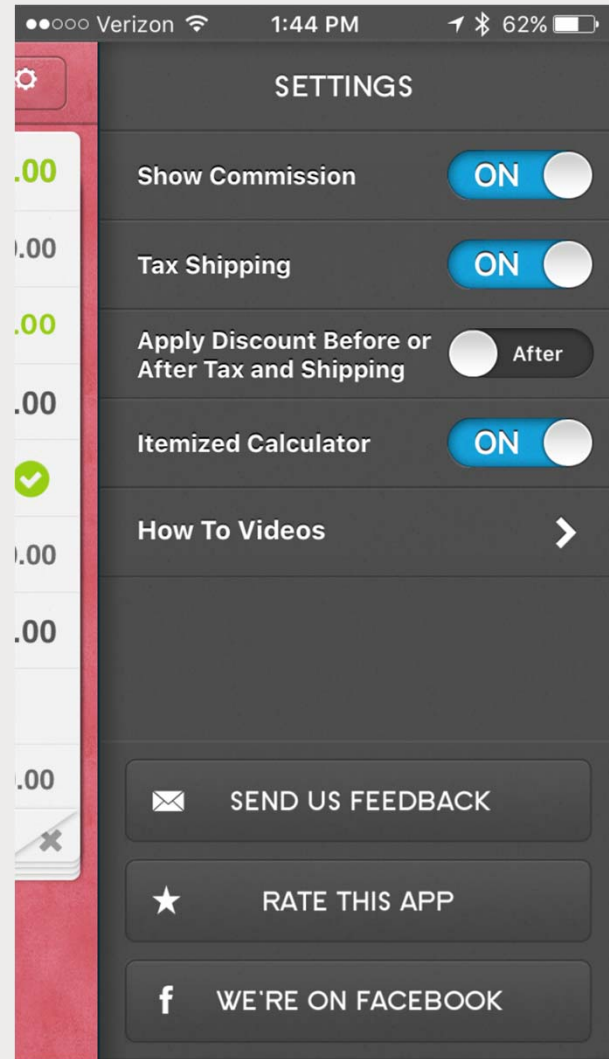 Verizon 1:44 PM 62%
SETTINGS
.00
Show Commission ON
.00
Tax Shipping ON
.00
Apply Discount Before or
After Tax and Shipping After
.00
Itemized Calculator ON
How To Videos
.00
.00
.00
SEND US FEEDBACK
RATE THIS APP
f WE'RE ON FACEBOOK